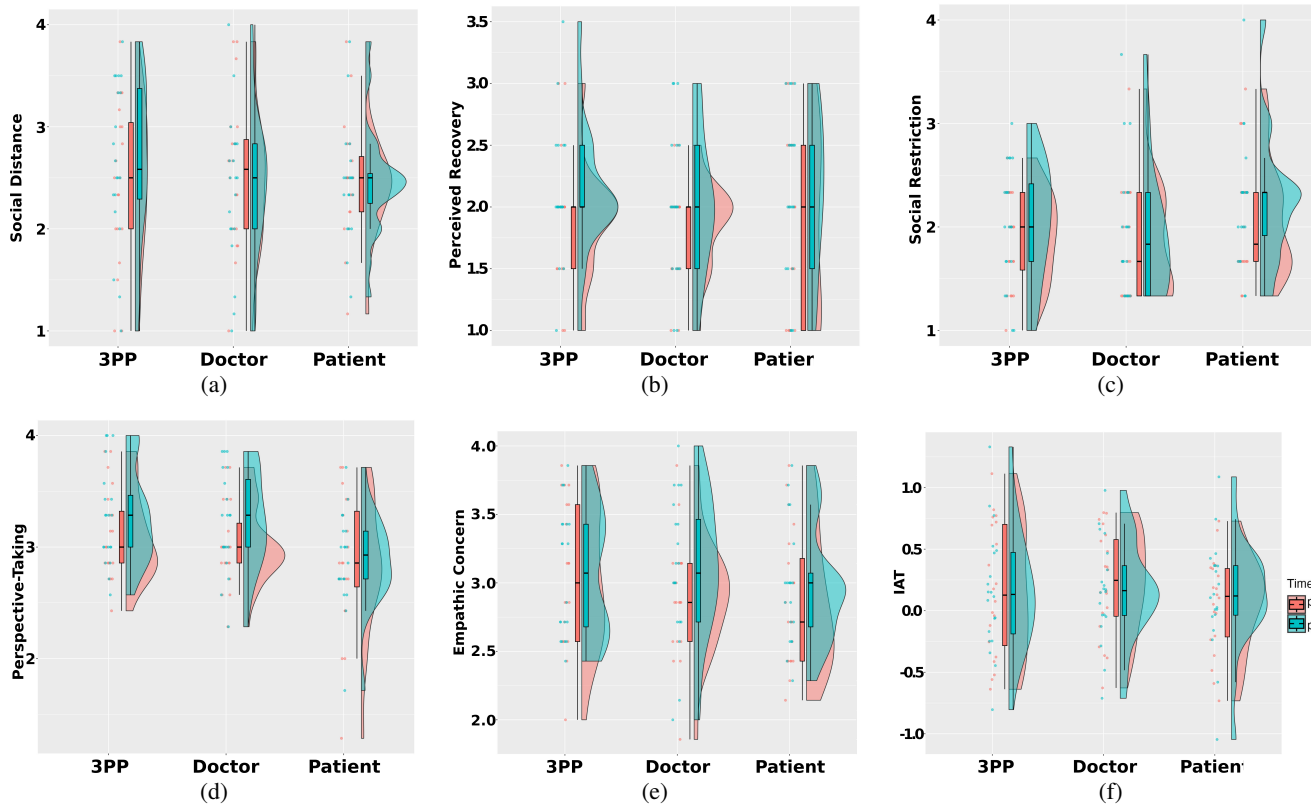 4
3
2
1
Social Distance
3PP Doctor Patient
(a)
3.5
3.0
2.5
2.0
1.5
1.0
Perceived Recovery
3PP Doctor Patier
(b)
4
3
2
1
Social Restriction
3PP Doctor Patient
(c)
4
3
2
Perspective-Taking
3PP Doctor Patient
(d)
4.0
3.5
3.0
2.5
2.0
Empathic Concern
3PP Doctor Patient
(e)
1.0
0.5
0.0
-0.5
-1.0
IAT
3PP Doctor Patien
(f)
Time
p
p